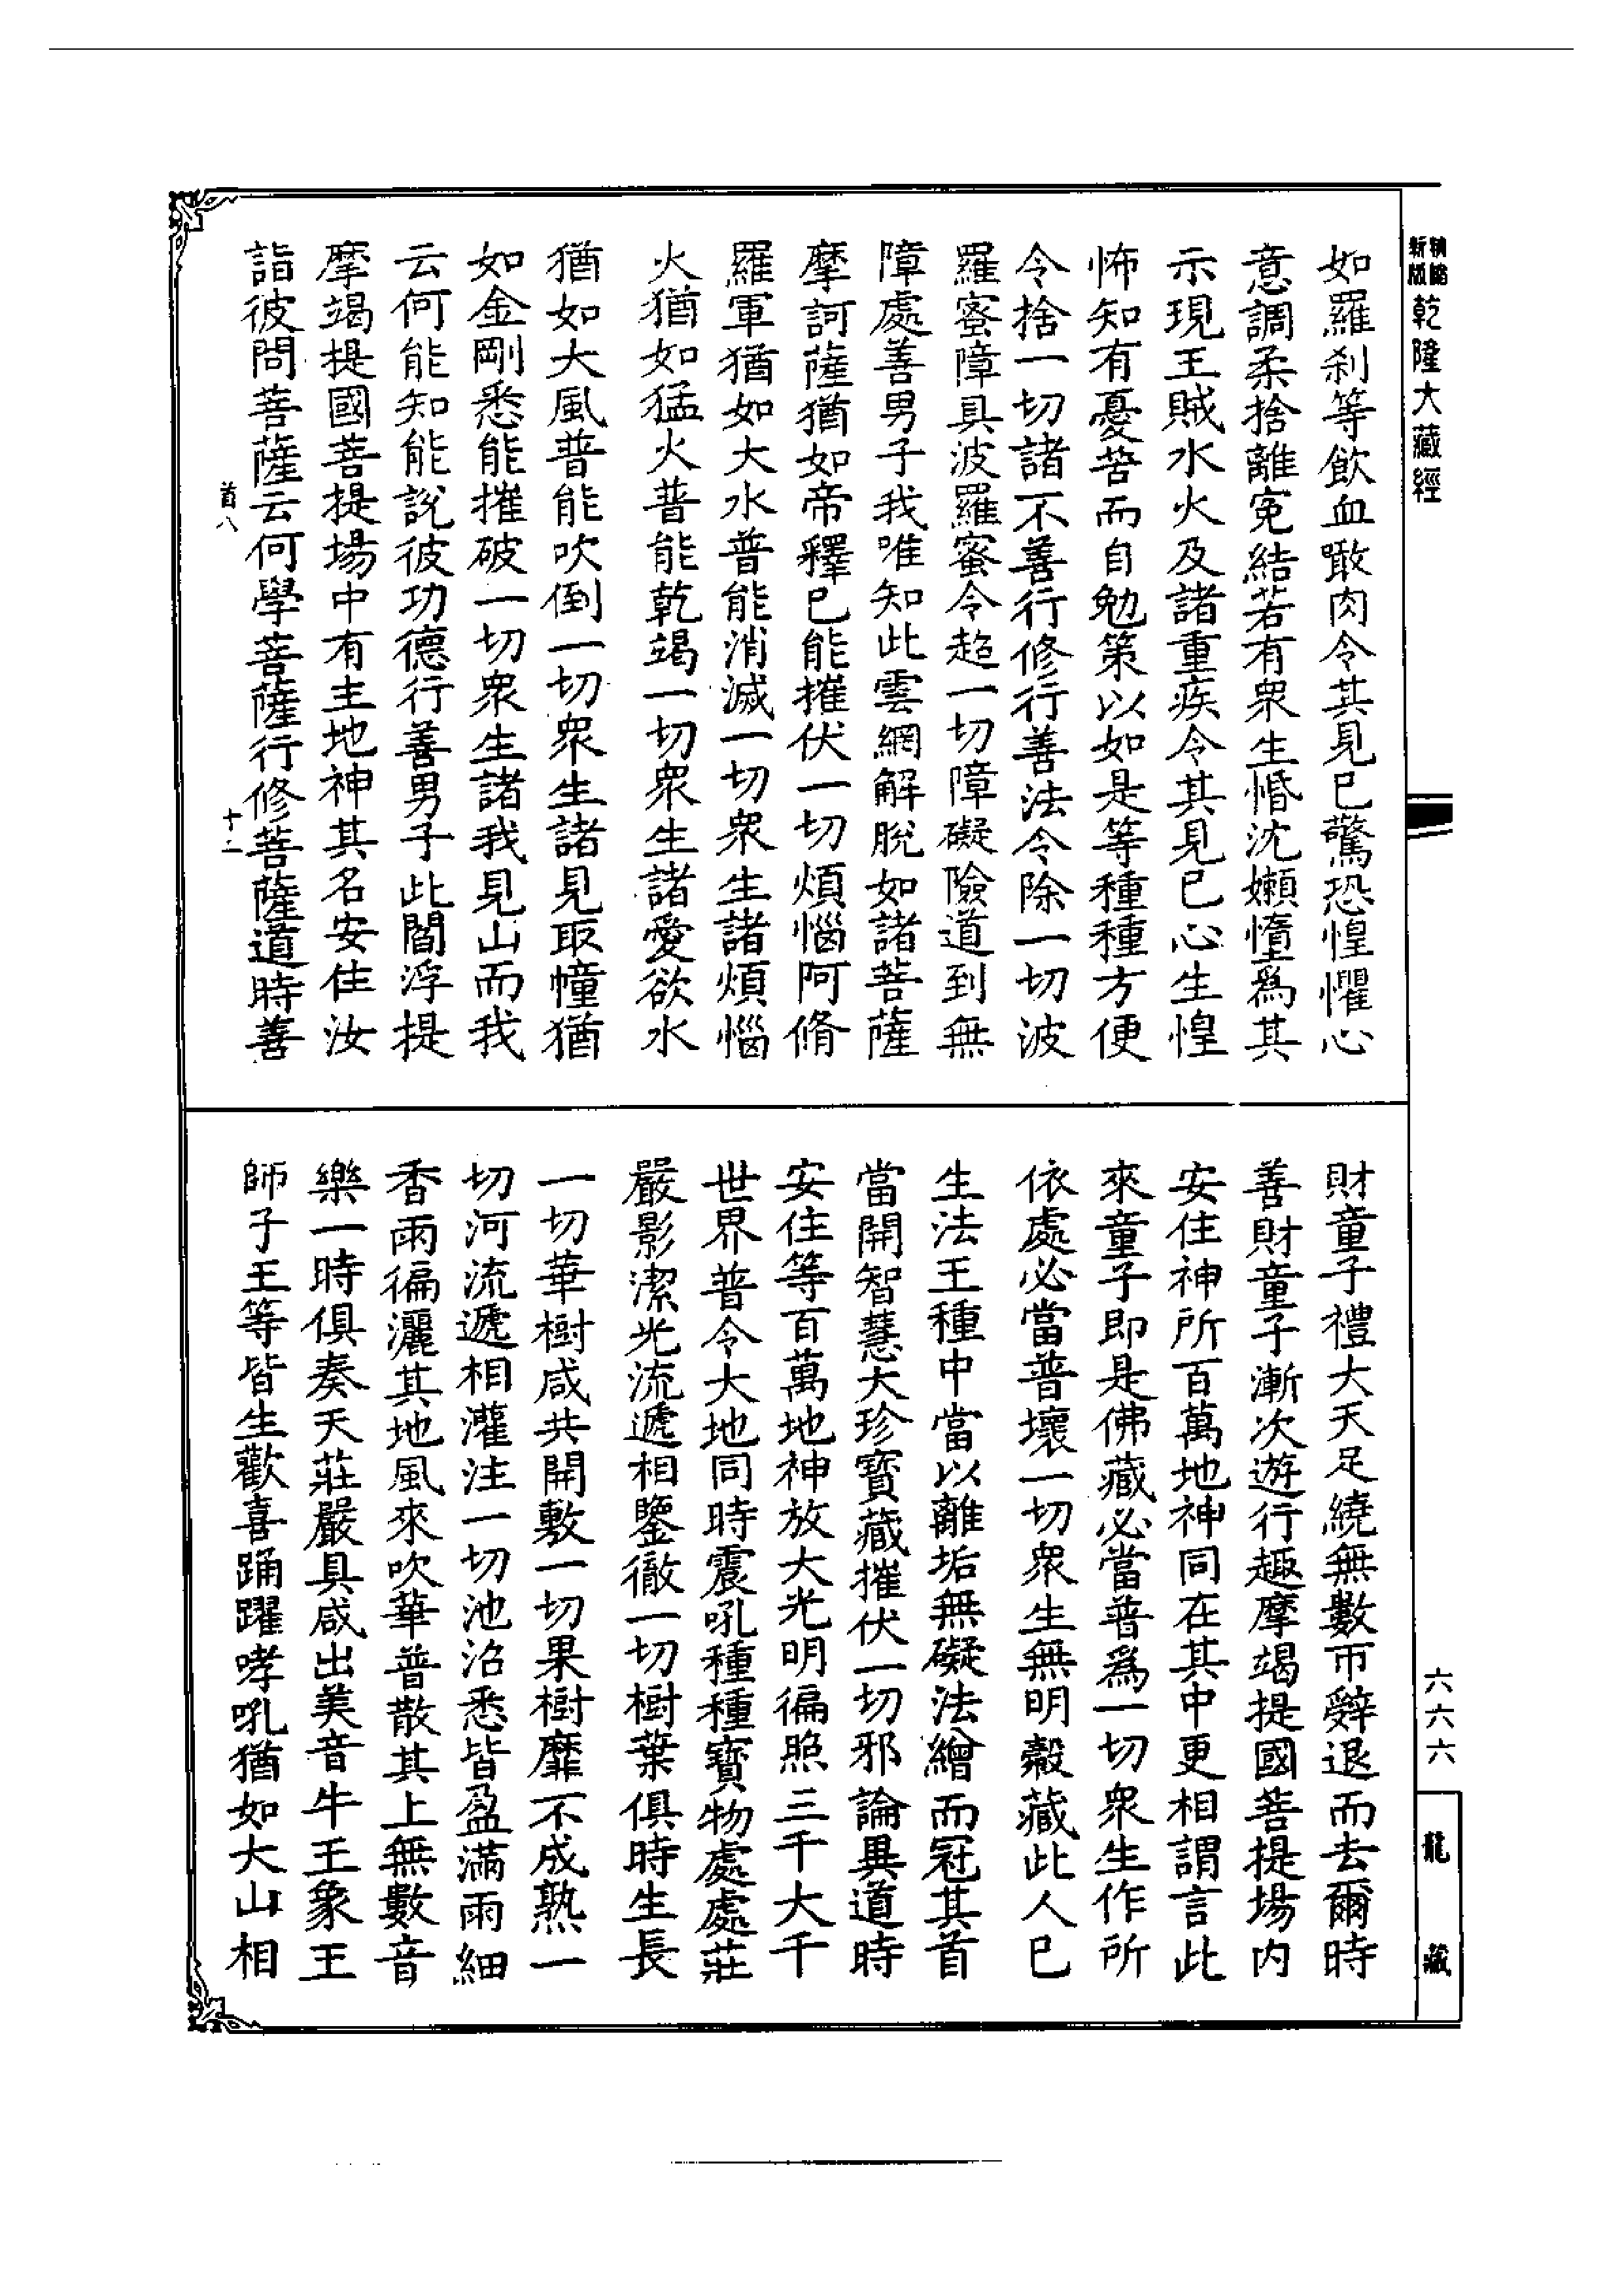 新版 乾隆大藏經
如羅刹等飲血噉肉令其見已驚恐惶懼心
意調柔捨離寃結若有衆生惛沈嬾惰爲其
示現王賊水火及諸重疾令其見已心生惶
怖知有憂苦而自勉策以如是等種種方便
令捨一切諸不善行修行善法令除一切波
羅蜜障具波羅蜜令超一切障礙險道到無
障處善男子我唯知此雲網解脫如諸菩薩
摩訶薩猶如帝釋已能摧伏一切煩惱阿脩
羅軍猶如大水普能消滅一切衆生諸煩惱
火猶如猛火普能乾竭一切衆生諸愛欲水
猶如大風普能吹倒一切衆生諸見取幢猶
如金剛悉能摧破一切衆生諸我見山而我
云何能知能說彼功德行善男子此閻浮提
摩竭提國菩提場中有主地神其名安住汝
詣彼問菩薩云何學菩薩行修菩薩道時善
首八 十二
財童子禮大天足繞無數帀辭退而去爾時
善財童子漸次遊行趣摩竭提國菩提場内
安住神所百萬地神同在其中更相謂言此
來童子即是佛藏必當普爲一切衆生作所
依處必當普壞一切衆生無明㲉藏此人已
生法王種中當以離垢無礙法繒而冠其首
當開智慧大珍寶藏摧伏一切邪論異道時
安住等百萬地神放大光明徧照三千大千
世界普令大地同時震吼種種寶物處處莊
嚴影潔光流遞相鑒徹一切樹葉俱時生長
一切華樹咸共開敷一切果樹靡不成熟一
切河流遞相灌注一切池沼悉皆盈滿雨細
香雨徧灑其地風來吹華普散其上無數音
樂一時俱奏天莊嚴具咸出美音牛王象王
師子王等皆生歡喜踊躍哮吼猶如大山相
六六六
龍藏